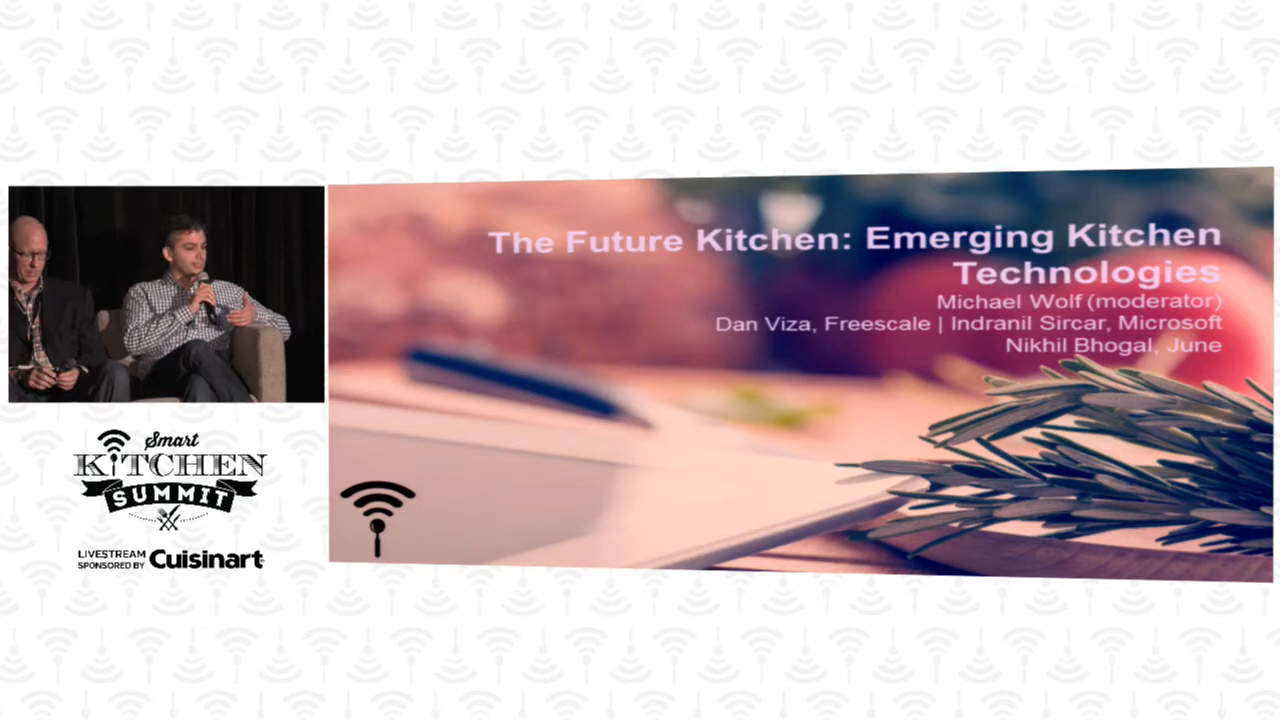 The Future Kitchen: Emerging Kitchen
Technologies
Michael Wolf (moderator)
Dan Viza, Freescale | Indranil Sircar, Microsoft
Nikhil Bhogal, June
Smart
KITCHEN
SUMMIT
LIVESTREAM
SPONSORED BY Cuisinart